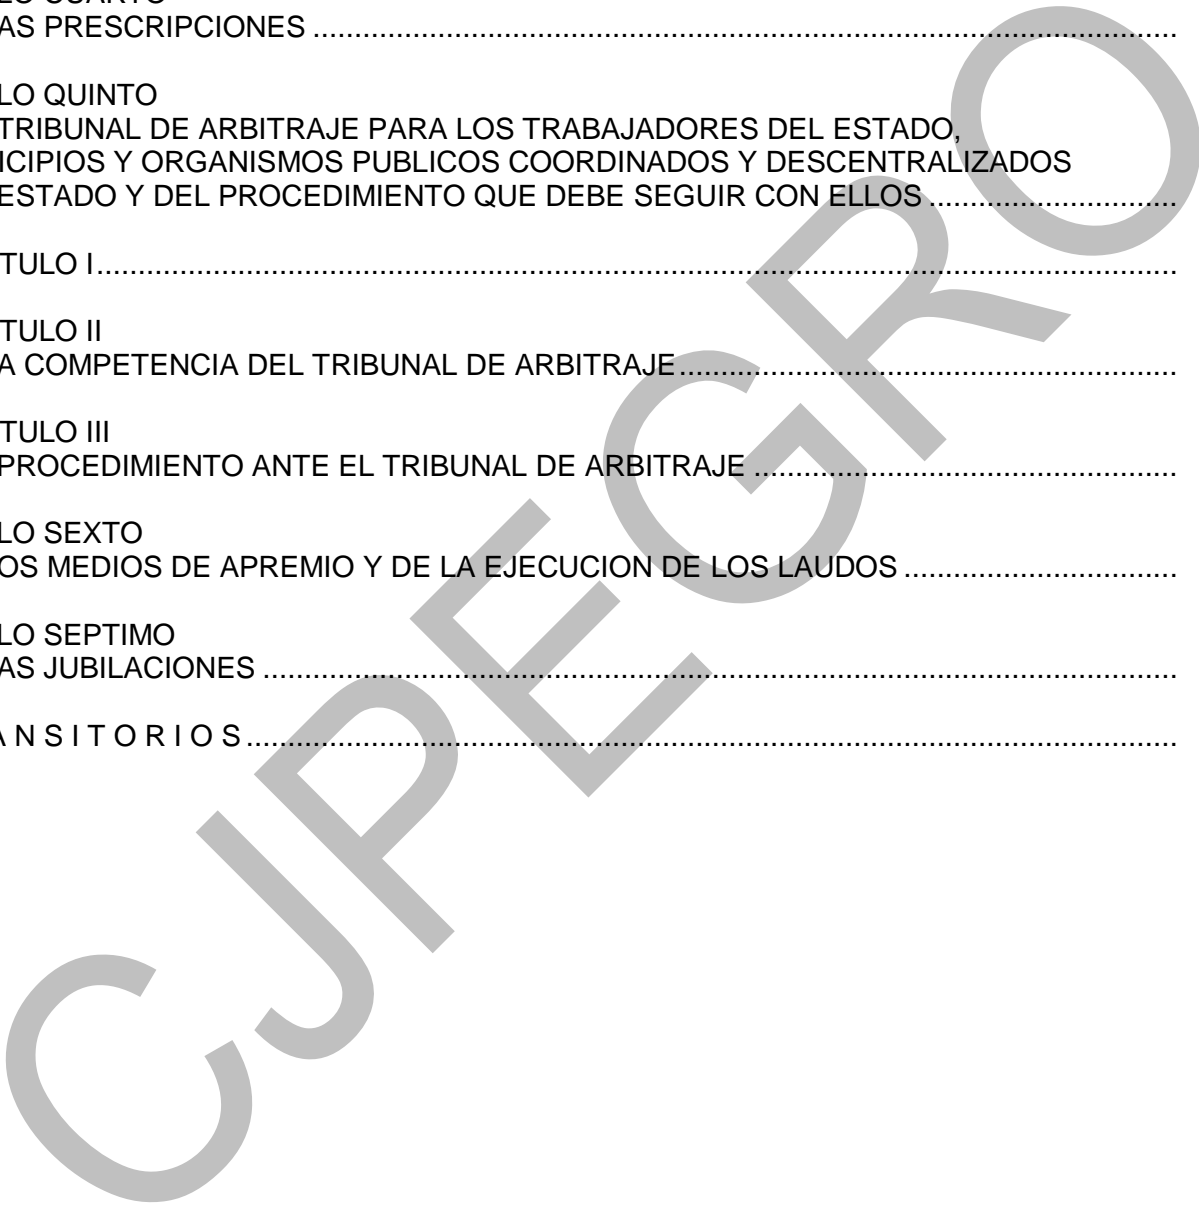 LO CUARTO
AS PRESCRIPCIONES ........................................................................................................
LO QUINTO
TRIBUNAL DE ARBITRAJE PARA LOS TRABAJADORES DEL ESTADO,
ICIPIOS Y ORGANISMOS PUBLICOS COORDINADOS Y DESCENTRALIZADOS
ESTADO Y DEL PROCEDIMIENTO QUE DEBE SEGUIR CON ELLOS ..............................
TULO I...................................................................................................................................
TULO II
A COMPETENCIA DEL TRIBUNAL DE ARBITRAJE............................................................
TULO III
PROCEDIMIENTO ANTE EL TRIBUNAL DE ARBITRAJE ...................................................
LO SEXTO
OS MEDIOS DE APREMIO Y DE LA EJECUCION DE LOS LAUDOS .................................
LO SEPTIMO
AS JUBILACIONES ..............................................................................................................
A N S I T O R I O S................................................................................................................
CJPEGRO